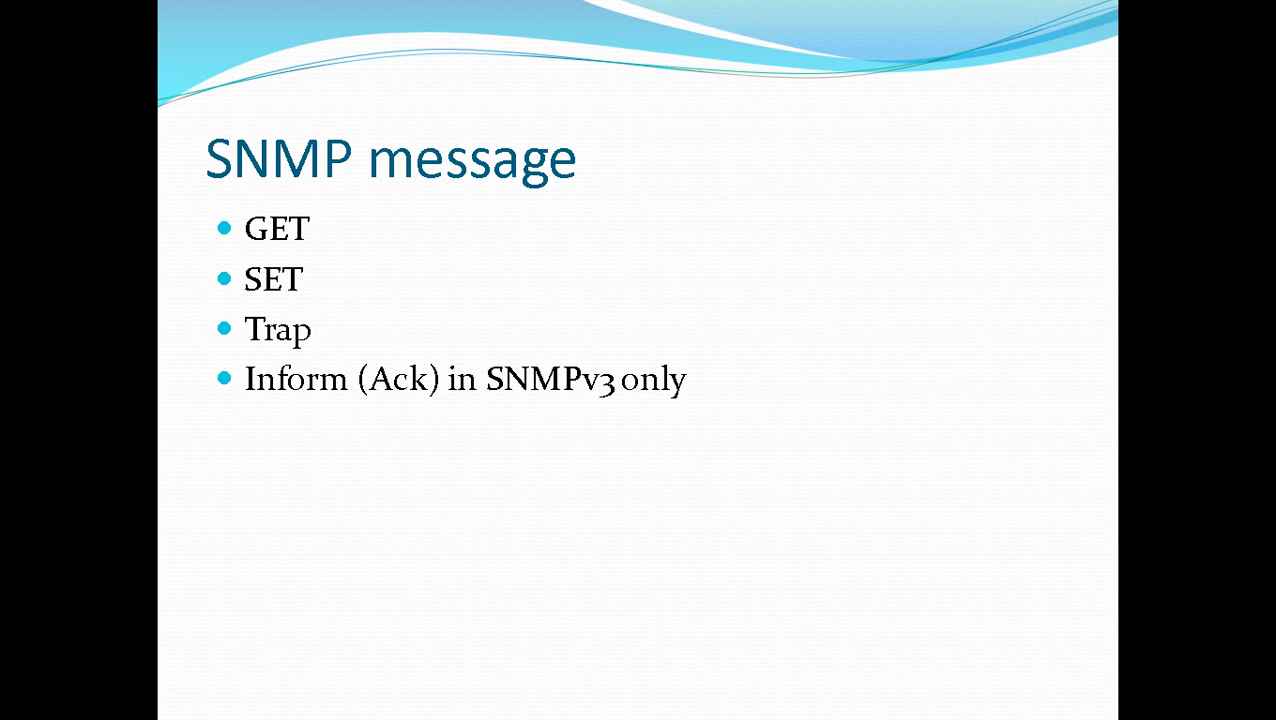 SNMP message
GET
SET
Trap
Inform (Ack) in SNMPv3 only